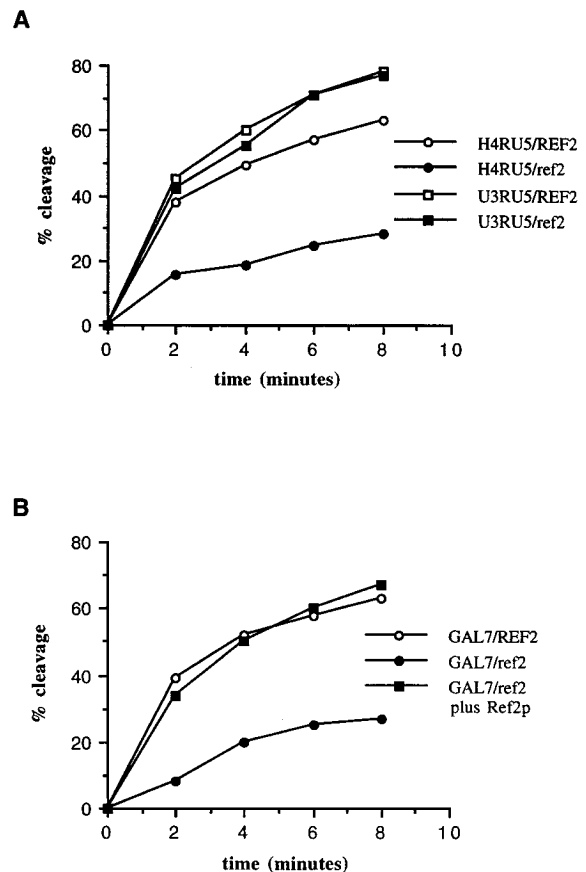 A
80
60
40
20
0
% cleavage
0 2 4 6 8 10
time (minutes)
H4RU5/REF2
H4RU5/ref2
U3RU5/REF2
U3RU5/ref2
B
80
60
40
20
0
% cleavage
0 2 4 6 8 10
time (minutes)
GAL7/REF2
GAL7/ref2
GAL7/ref2
plus Ref2p